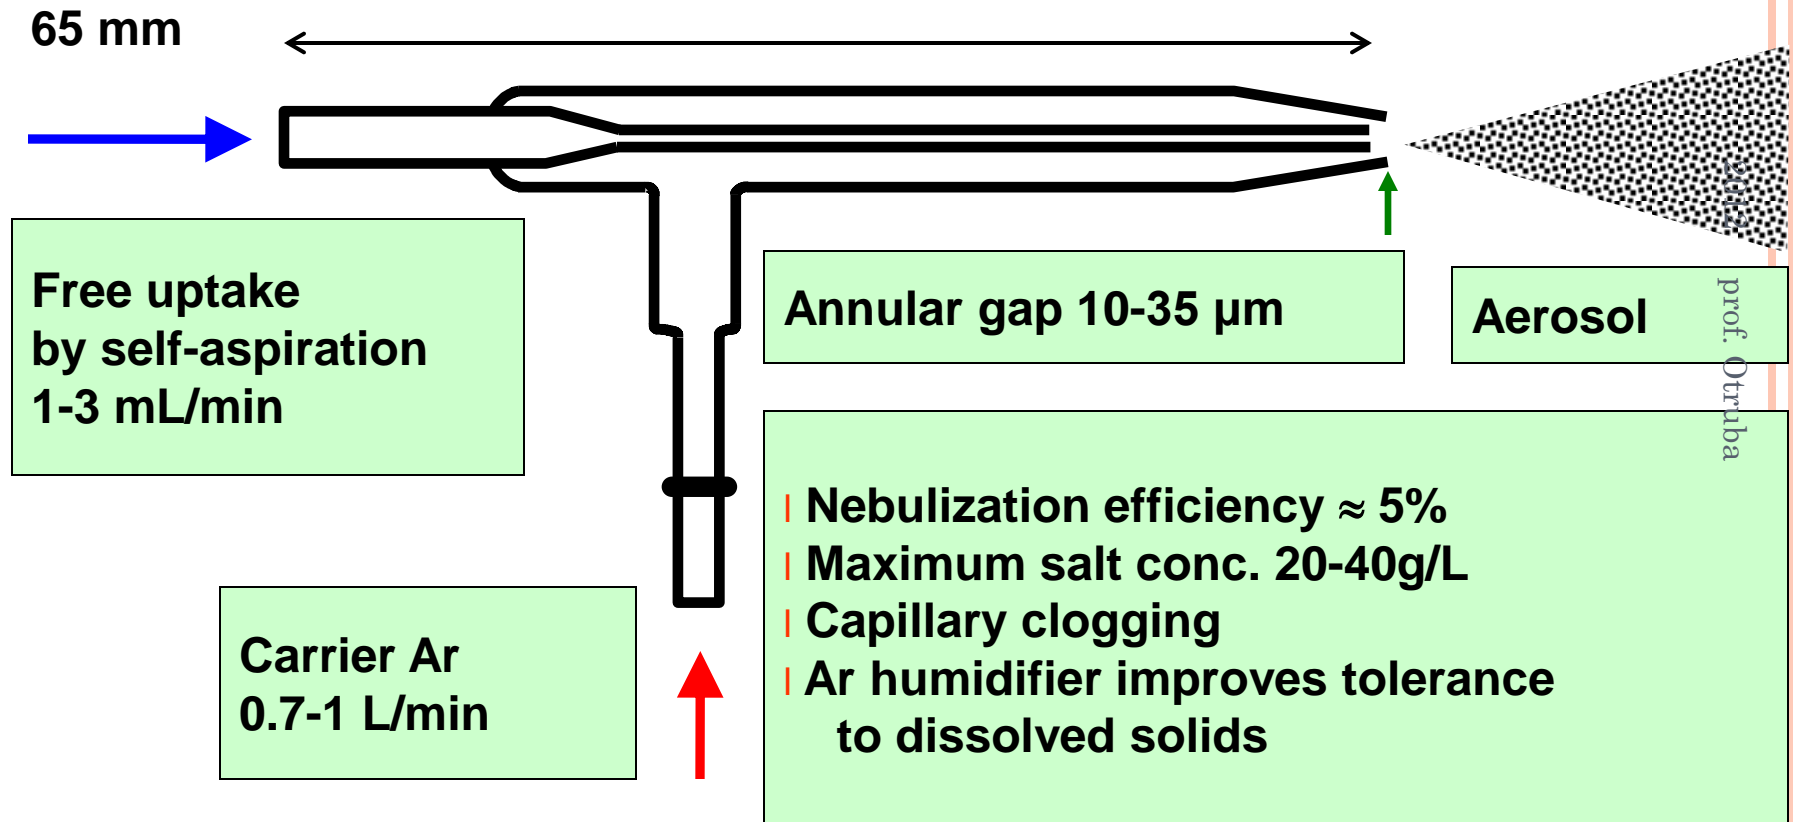 65 mm
Free uptake
by self-aspiration
1-3 mL/min
Annular gap 10-35 µm
Aerosol
Carrier Ar
0.7-1 L/min
Nebulization efficiency ≈ 5%
Maximum salt conc. 20-40g/L
Capillary clogging
Ar humidifier improves tolerance
to dissolved solids
2012 prof. Otruba